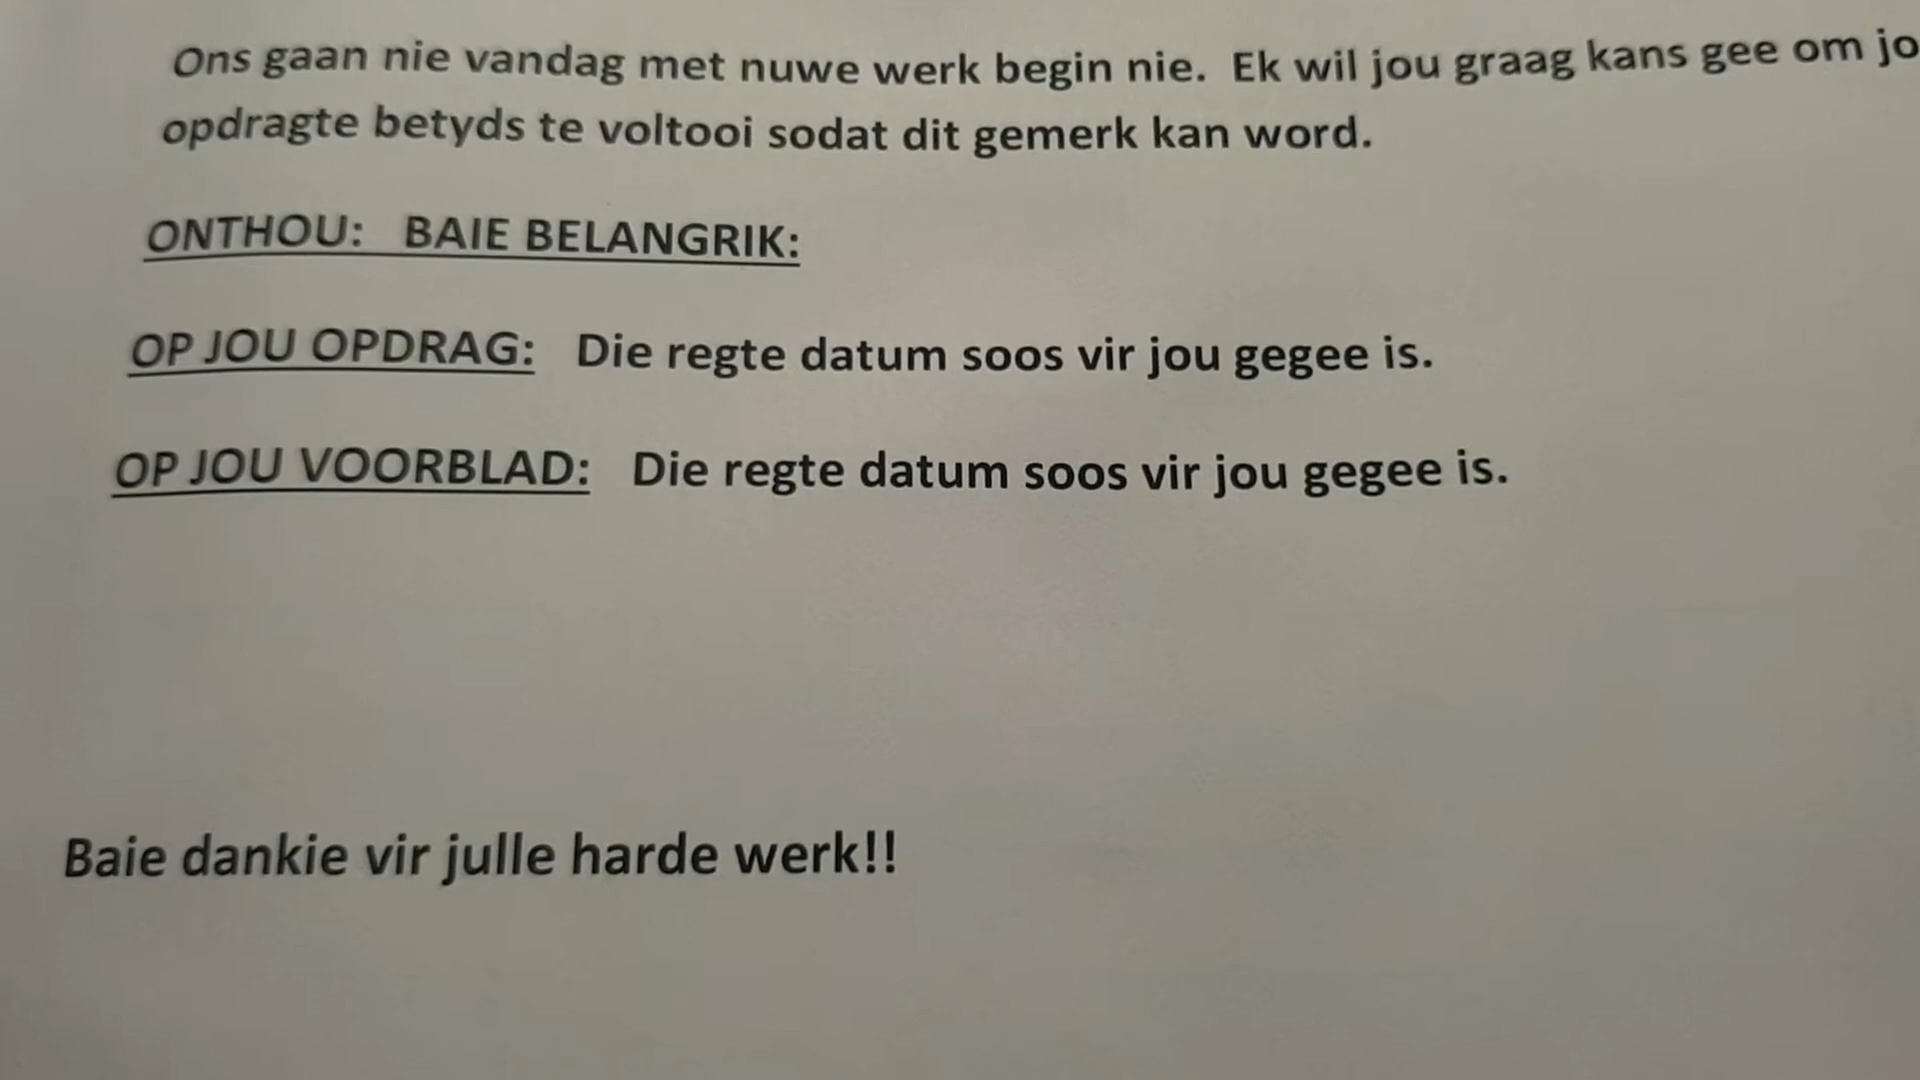 Ons gaan nie vandag met nuwe werk begin nie. Ek wil jou graag kans gee om jo
opdragte betyds te voltooi sodat dit gemerk kan word.
ONTHOU: BAIE BELANGRIK:
OP JOU OPDRAG: Die regte datum soos vir jou gegee is.
OP JOU VOORBLAD: Die regte datum soos vir jou gegee is.
Baie dankie vir julle harde werk!!